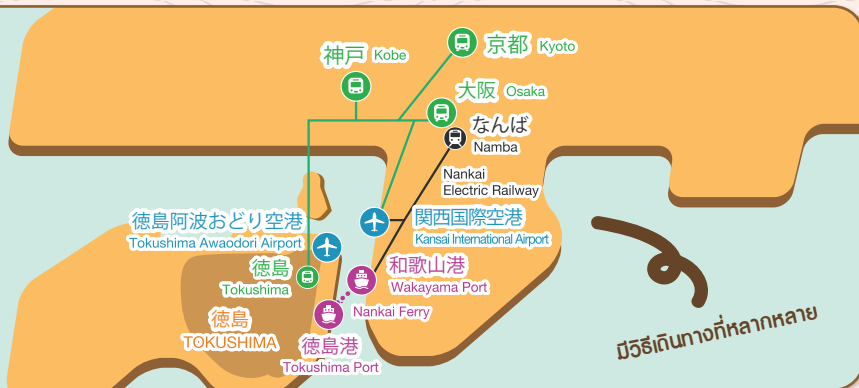 神戸 Kobe
京都 Kyoto
大阪 Osaka
なんば
Namba
Nankai
Electric Railway
徳島阿波おどり空港
Tokushima Awaodori Airport
関西国際空港
Kansai International Airport
徳島
Tokushima
和歌山港
Wakayama Port
Nankai Ferry
徳島
TOKUSHIMA
徳島港
Tokushima Port
มีวิธีเดินทางที่หลากหลาย